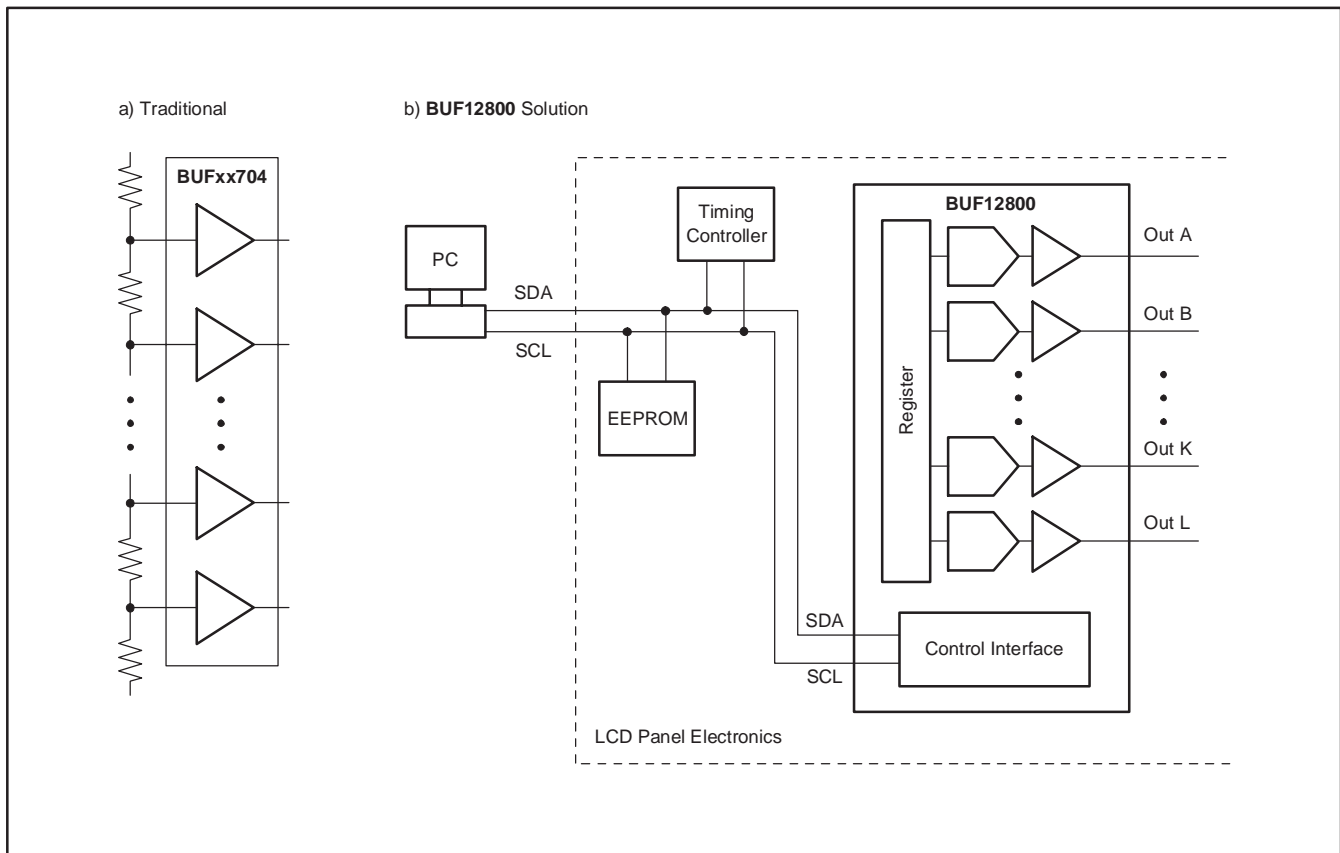 a) Traditional
b) BUF12800 Solution
BUFxx704
PC
SDA
SCL
Timing
Controller
EEPROM
BUF12800
Register
Out A
Out B
Out K
Out L
SDA
SCL
Control Interface
LCD Panel Electronics